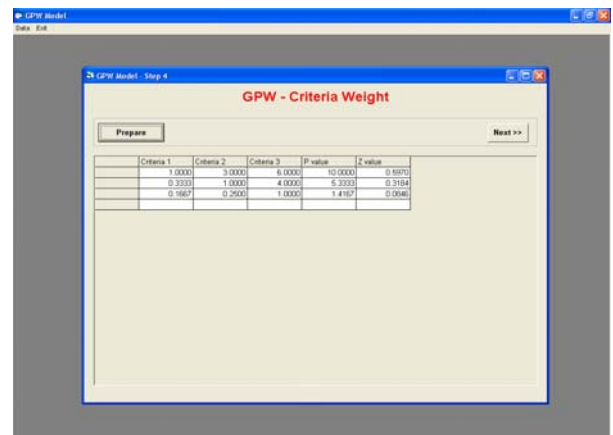 GPW Model
Data Exit
GPW Model - Step 4
GPW - Criteria Weight
Prepare
Next >>
Criteria 1 Criteria 2 Criteria 3 P value Z value
1.0000 3.0000 6.0000 10.0000 0.5970
0.3333 1.0000 4.0000 5.3333 0.3184
0.1667 0.2500 1.0000 1.4167 0.0846